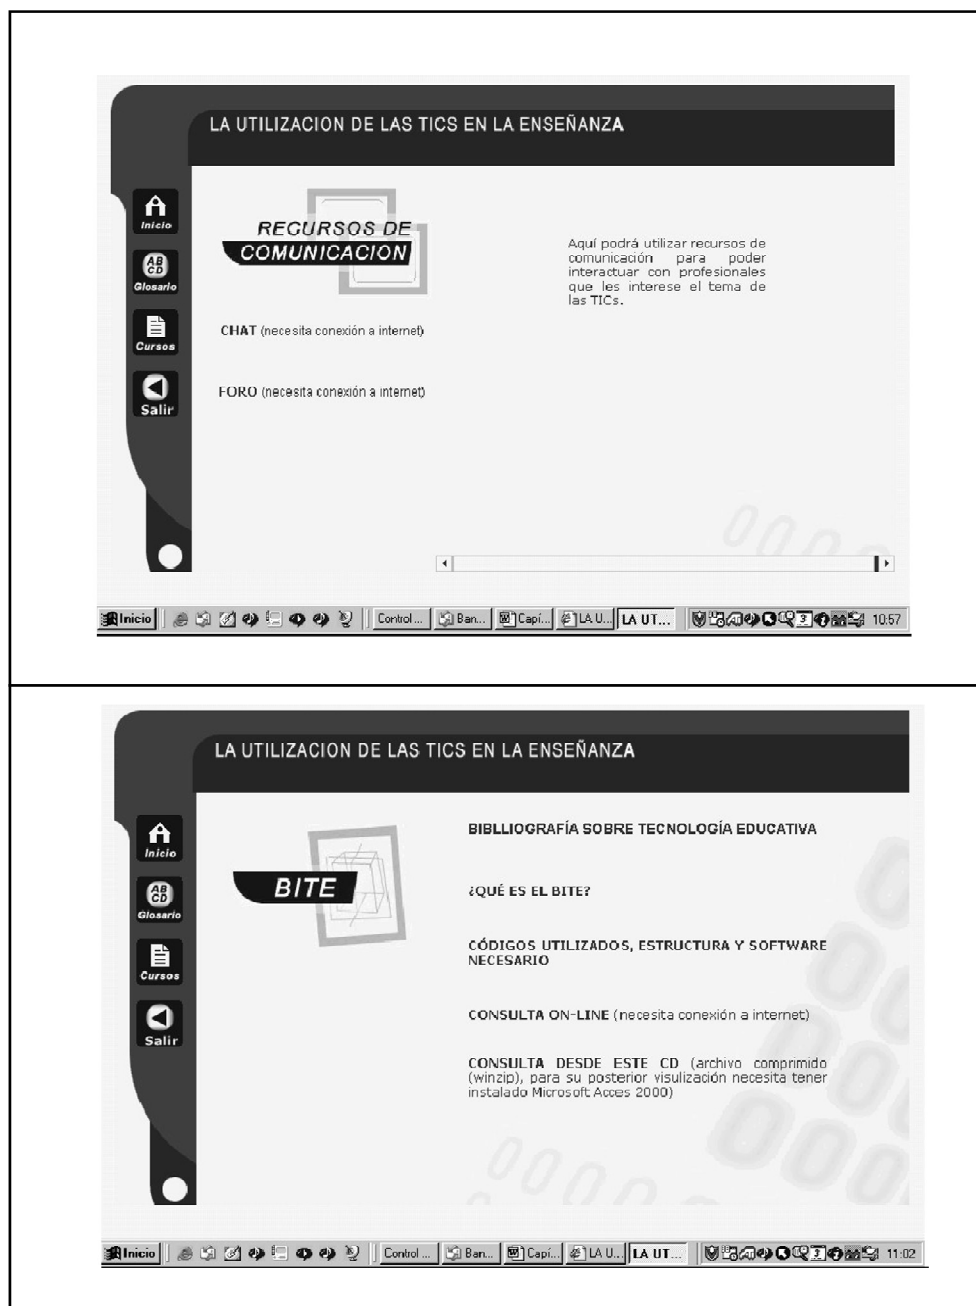 LA UTILIZACION DE LAS TICS EN LA ENSEÑANZA
Inicio
Glosario
Cursos
Salir
RECURSOS DE
COMUNICACION
CHAT (necesita conexión a internet)
FORO (necesita conexión a internet)
Aquí podrá utilizar recursos de
comunicación para poder
interactuar con profesionales
que les interese el tema de
las TICs.
Inicio Control ... Ban... Capí... LA U... LA UT... 10:57
LA UTILIZACION DE LAS TICS EN LA ENSEÑANZA
Inicio
Glosario
Cursos
Salir
BITE
BIBLLIOGRAFÍA SOBRE TECNOLOGÍA EDUCATIVA
¿QUÉ ES EL BITE?
CÓDIGOS UTILIZADOS, ESTRUCTURA Y SOFTWARE
NECESARIO
CONSULTA ON-LINE (necesita conexión a internet)
CONSULTA DESDE ESTE CD (archivo comprimido
(winzip), para su posterior visulización necesita tener
instalado Microsoft Acces 2000)
Inicio Control ... Ban... Capí... LA U... LA UT... 11:02